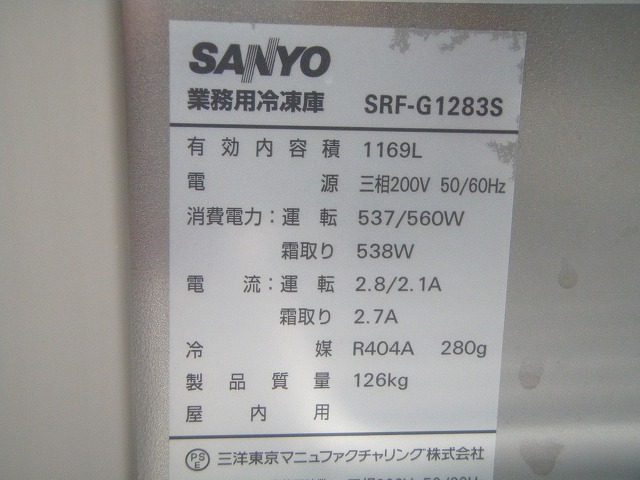 SANYO
業務用冷凍庫 SRF-G1283S
有効内容積 1169L
電源 三相200V 50/60Hz
消費電力:運転 537/560W
霜取り 538W
電流:運転 2.8/2.1A
霜取り 2.7A
冷媒 R404A 280g
製品質量 126kg
屋内用
PSE 三洋東京マニュファクチャリング株式会社